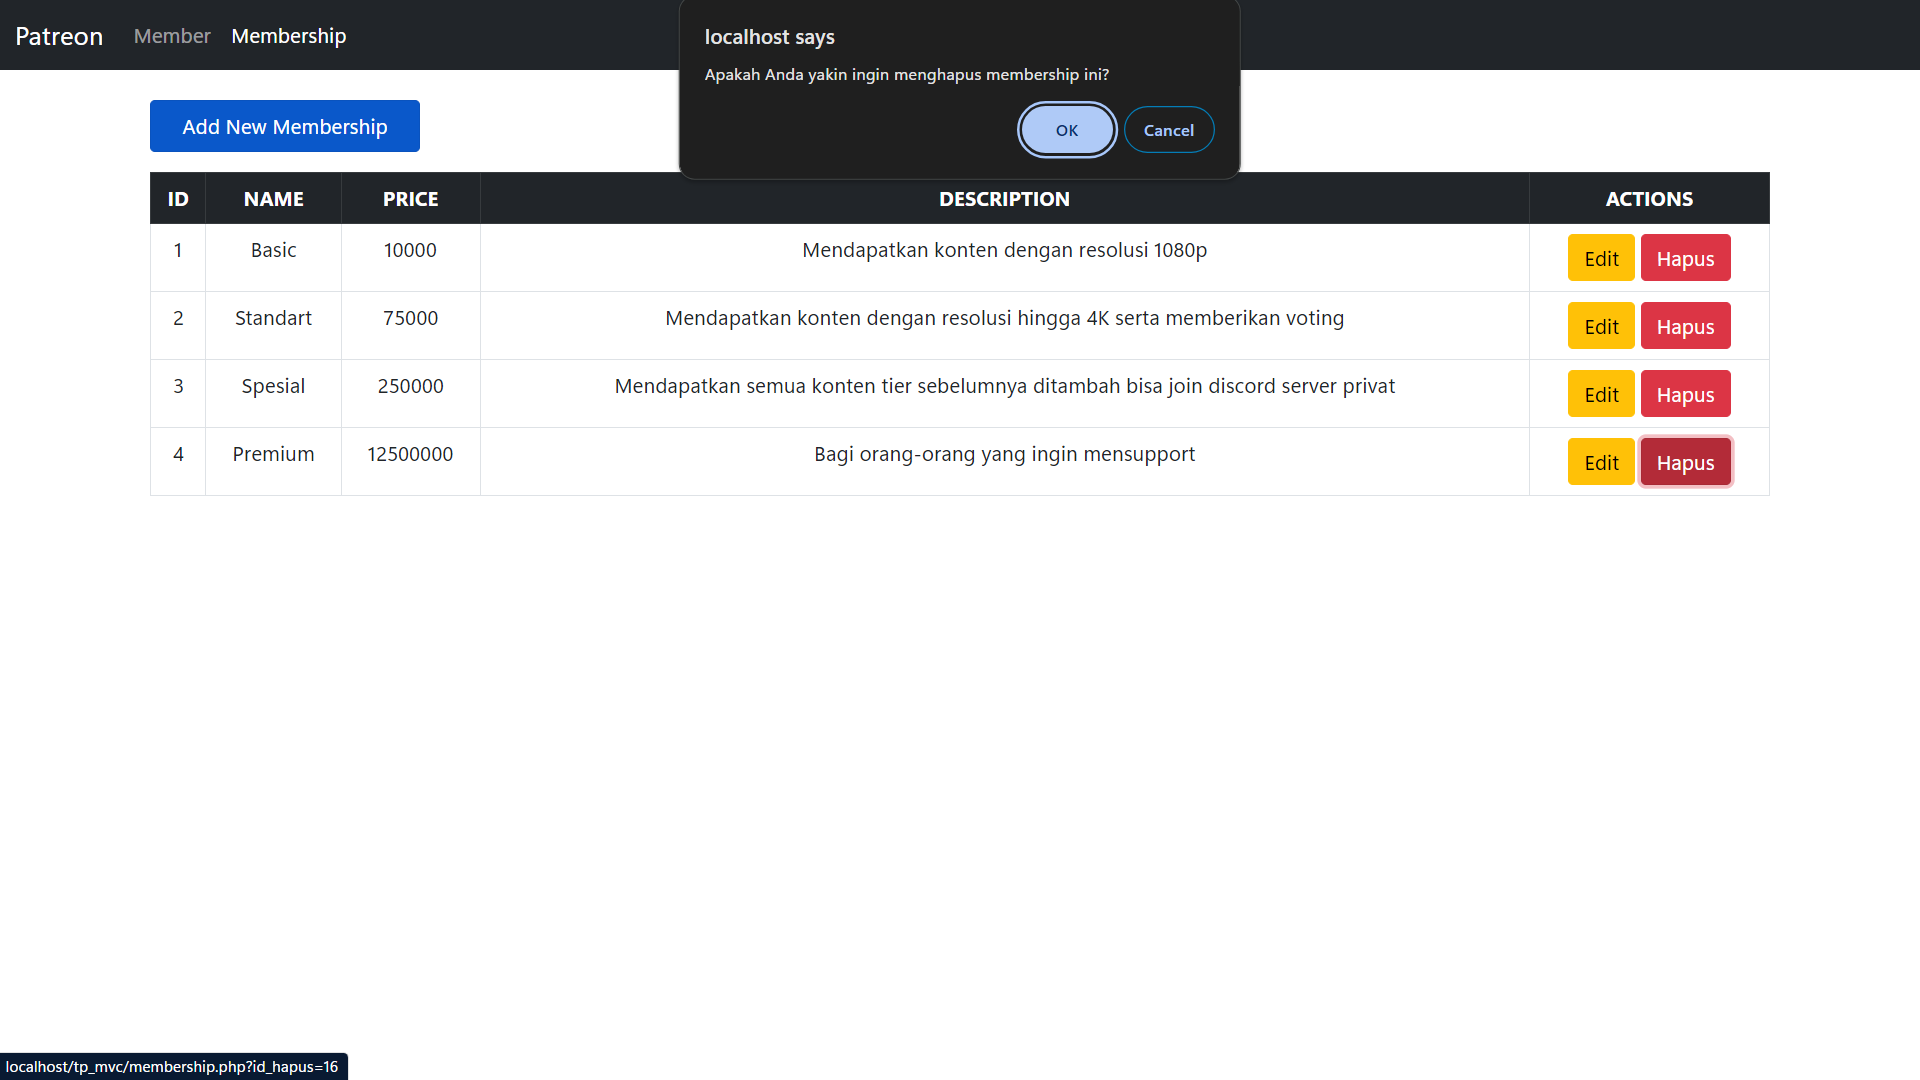 Patreon Member Membership
localhost says
Apakah Anda yakin ingin menghapus membership ini?
OK Cancel
Add New Membership
ID NAME PRICE DESCRIPTION ACTIONS
1 Basic 10000 Mendapatkan konten dengan resolusi 1080p Edit Hapus
2 Standart 75000 Mendapatkan konten dengan resolusi hingga 4K serta memberikan voting Edit Hapus
3 Spesial 250000 Mendapatkan semua konten tier sebelumnya ditambah bisa join discord server privat Edit Hapus
4 Premium 12500000 Bagi orang-orang yang ingin mensupport Edit Hapus
localhost/tp_mvc/membership.php?id_hapus=16